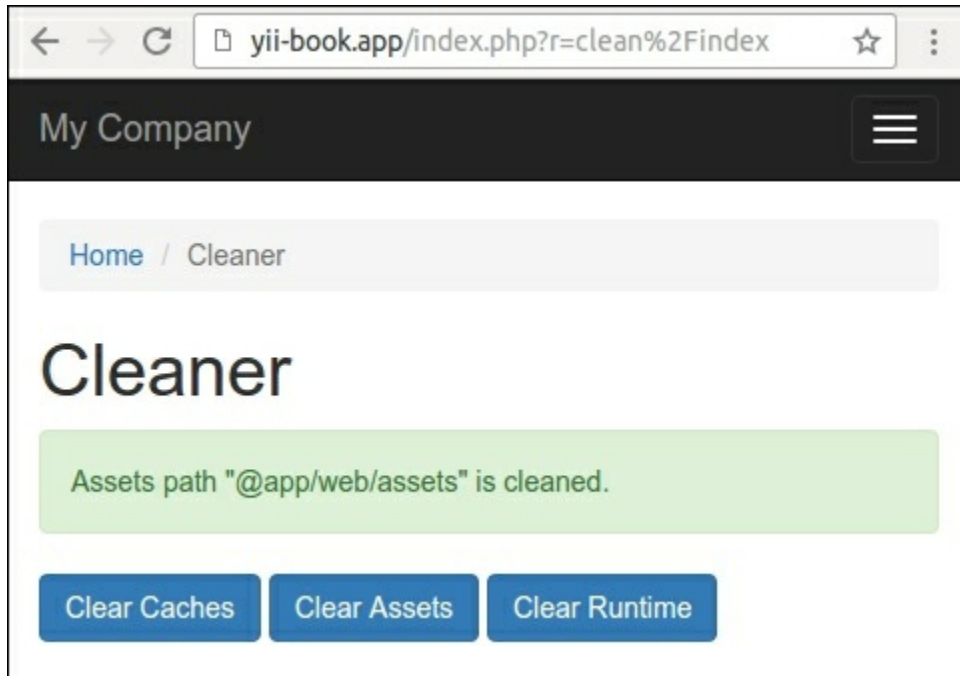 yii-book.app/index.php?r=clean%2Findex
My Company
Home / Cleaner
Cleaner
Assets path "@app/web/assets" is cleaned.
Clear Caches Clear Assets Clear Runtime